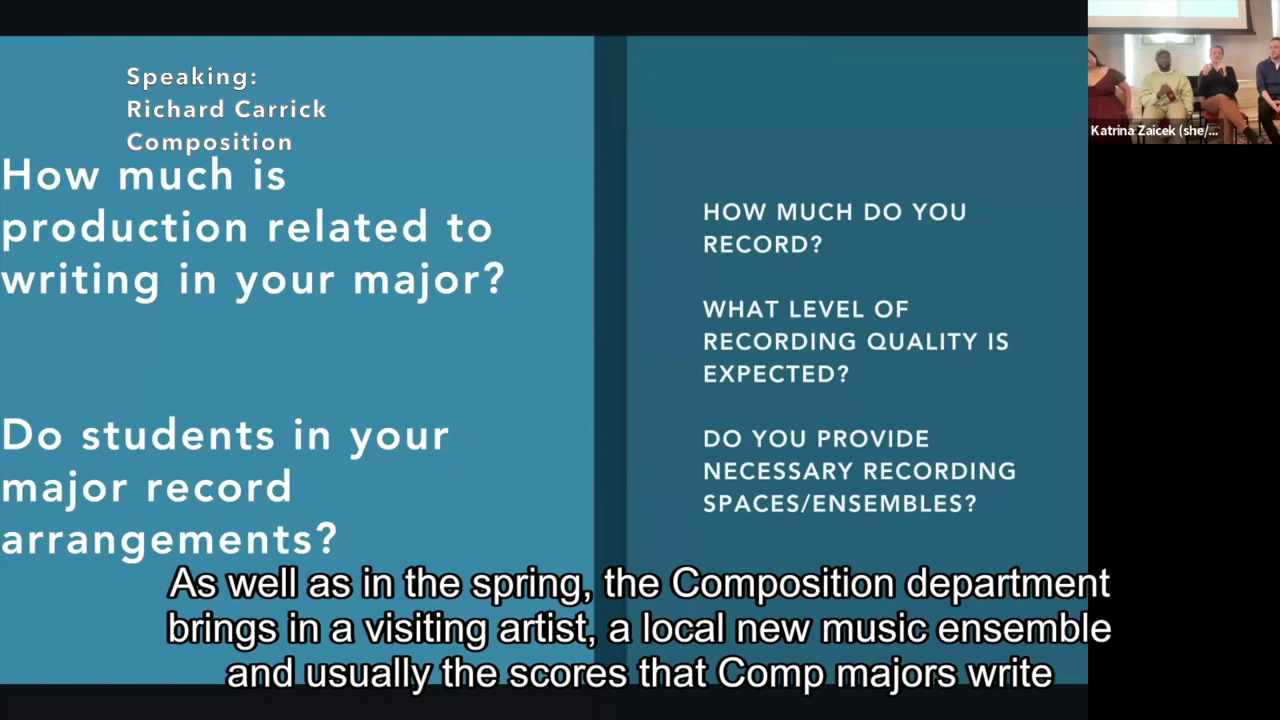 Speaking:
Richard Carrick
Composition
How much is
production related to
writing in your major?
Do students in your
major record
arrangements?
HOW MUCH DO YOU
RECORD?
WHAT LEVEL OF
RECORDING QUALITY IS
EXPECTED?
DO YOU PROVIDE
NECESSARY RECORDING
SPACES/ENSEMBLES?
Katrina Zaicek (she/...
As well as in the spring, the Composition department
brings in a visiting artist, a local new music ensemble
and usually the scores that Comp majors write